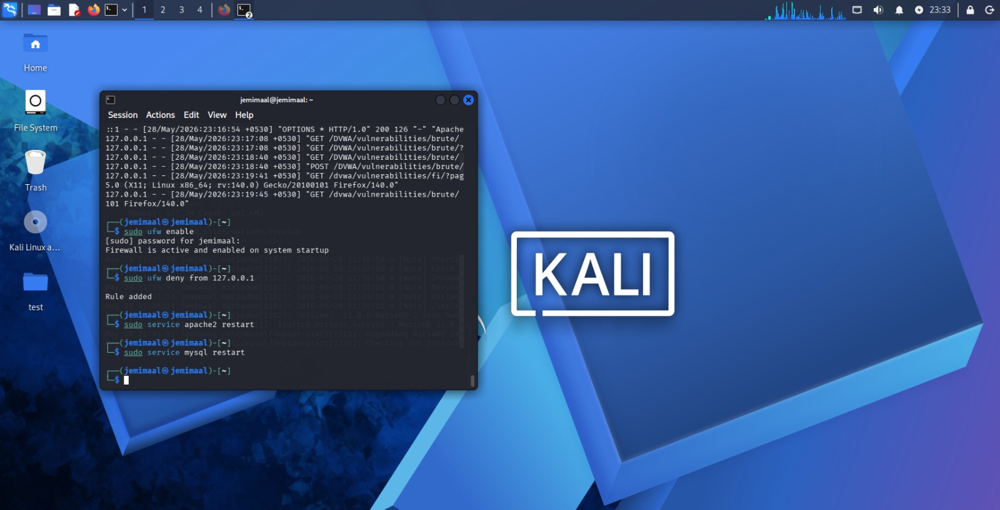 1 2 3 4
2
23:33
Home
File System
Trash
Kali Linux a...
test
jemimaal@jemimaal: ~
Session Actions Edit View Help
::1 - - [28/May/2026:23:16:54 +0530] "OPTIONS * HTTP/1.0" 200 126 "-" "Apache
127.0.0.1 - - [28/May/2026:23:17:08 +0530] "GET /DVWA/vulnerabilities/brute/
127.0.0.1 - - [28/May/2026:23:17:08 +0530] "GET /DVWA/vulnerabilities/brute/?
127.0.0.1 - - [28/May/2026:23:18:40 +0530] "GET /DVWA/vulnerabilities/brute/
127.0.0.1 - - [28/May/2026:23:18:40 +0530] "POST /DVWA/vulnerabilities/brute/
127.0.0.1 - - [28/May/2026:23:19:41 +0530] "GET /dvwa/vulnerabilities/fi/?pag
5.0 (X11; Linux x86_64; rv:140.0) Gecko/20100101 Firefox/140.0"
127.0.0.1 - - [28/May/2026:23:19:45 +0530] "GET /dvwa/vulnerabilities/brute/
101 Firefox/140.0"
┌──(jemimaal㉿jemimaal)-[~]
└─$ sudo ufw enable
[sudo] password for jemimaal:
Firewall is active and enabled on system startup
┌──(jemimaal㉿jemimaal)-[~]
└─$ sudo ufw deny from 127.0.0.1
Rule added
┌──(jemimaal㉿jemimaal)-[~]
└─$ sudo service apache2 restart
┌──(jemimaal㉿jemimaal)-[~]
└─$ sudo service mysql restart
┌──(jemimaal㉿jemimaal)-[~]
└─$
KALI